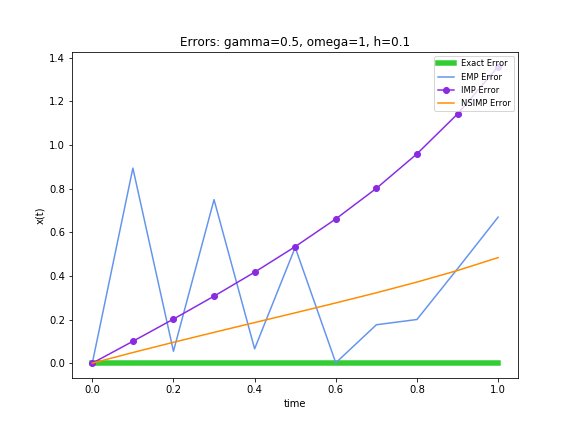 Errors: gamma=0.5, omega=1, h=0.1
1.4
1.2
1.0
0.8
0.6
0.4
0.2
0.0
x(t)
Exact Error
EMP Error
IMP Error
NSIMP Error
0.0 0.2 0.4 0.6 0.8 1.0
time